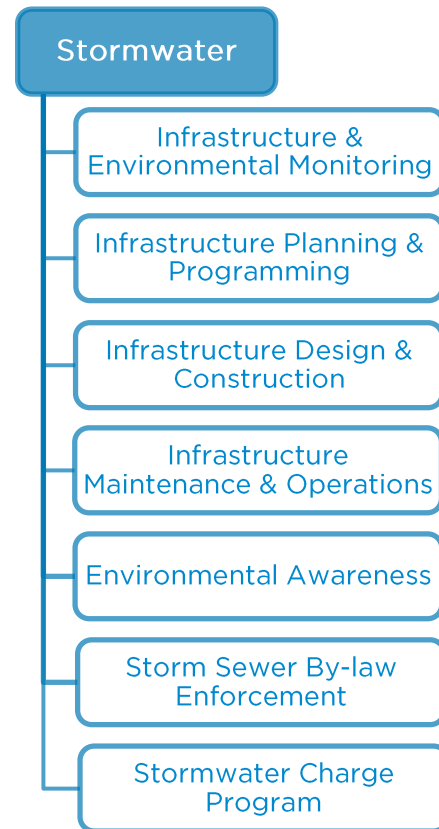 Stormwater
Infrastructure &
Environmental Monitoring
Infrastructure Planning &
Programming
Infrastructure Design &
Construction
Infrastructure
Maintenance & Operations
Environmental Awareness
Storm Sewer By-law
Enforcement
Stormwater Charge
Program